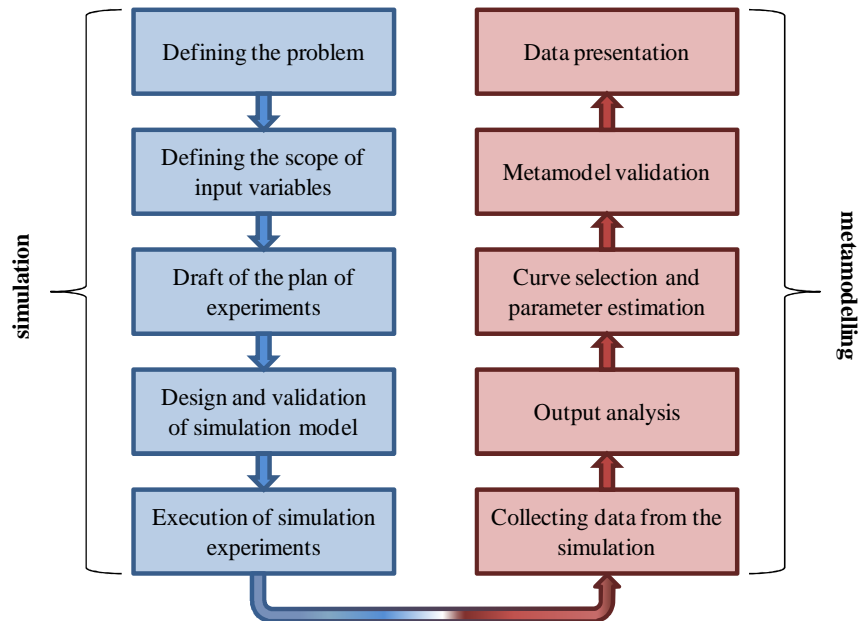 simulation
Defining the problem
Defining the scope of
input variables
Draft of the plan of
experiments
Design and validation
of simulation model
Execution of simulation
experiments
Data presentation
Metamodel validation
Curve selection and
parameter estimation
Output analysis
Collecting data from the
simulation
metamodelling